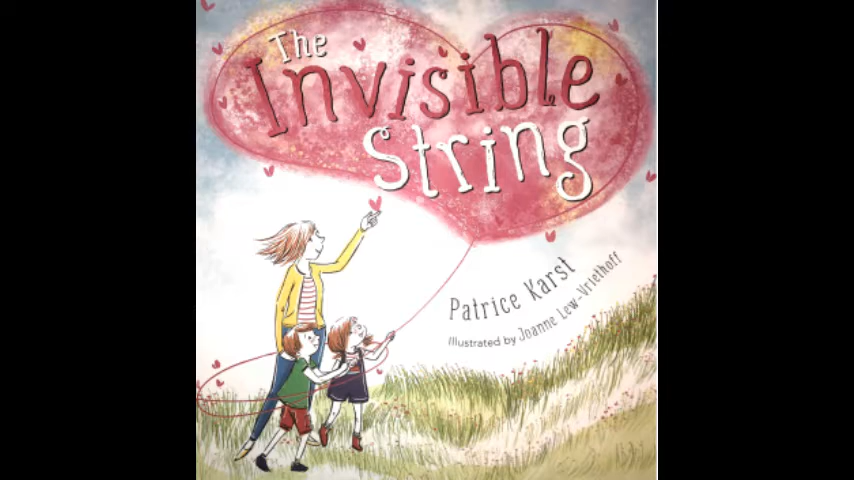 The
Invisible
String
Patrice Karst
Illustrated by Joanne Lew-Vriethoff